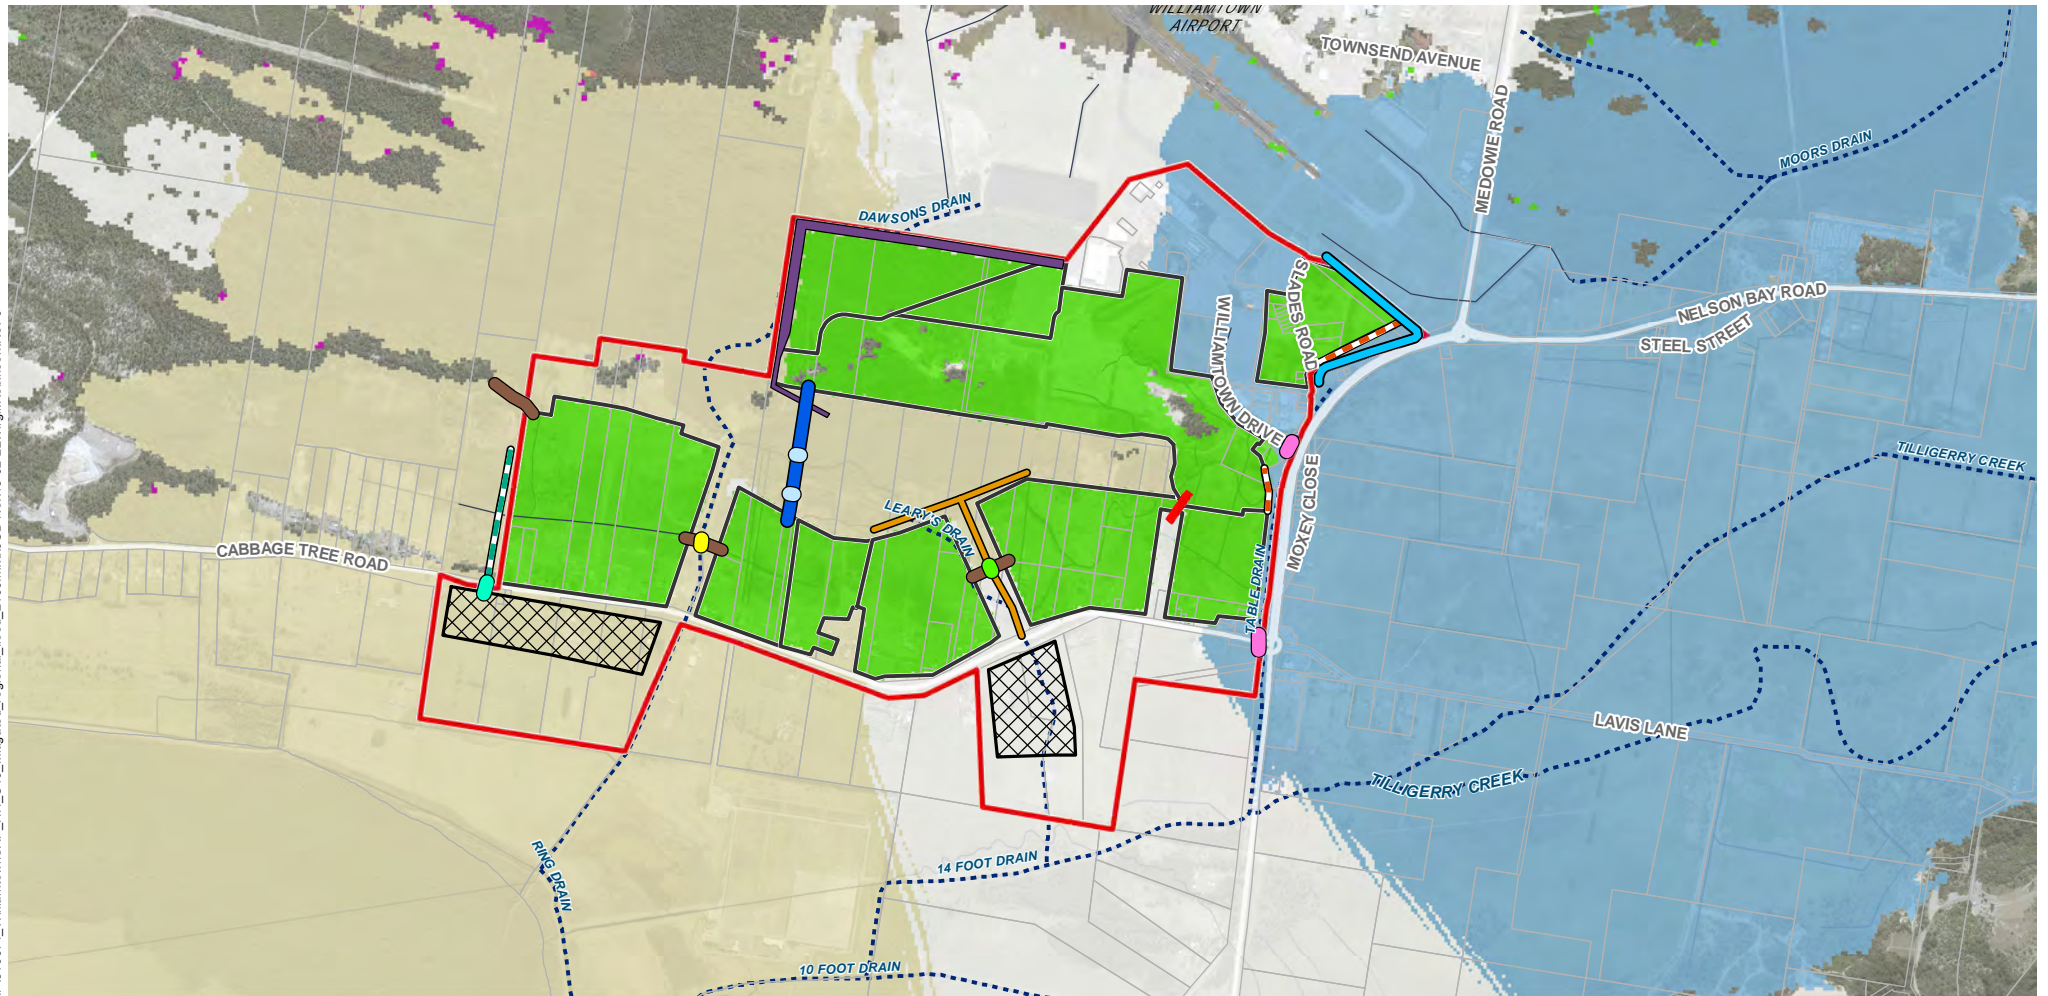 WILLIAMTOWN
AIRPORT
TOWNSEND AVENUE
MEDOWIE ROAD
MOORS DRAIN
DAWSONS DRAIN
SLADES ROAD
WILLIAMTOWN DRIVE
NELSON BAY ROAD
STEEL STREET
TILLIGERRY CREEK
LEARY'S DRAIN
MOXEY CLOSE
CABBAGE TREE ROAD
TABLE DRAIN
LAVIS LANE
TILLIGERRY CREEK
RING DRAIN
14 FOOT DRAIN
10 FOOT DRAIN